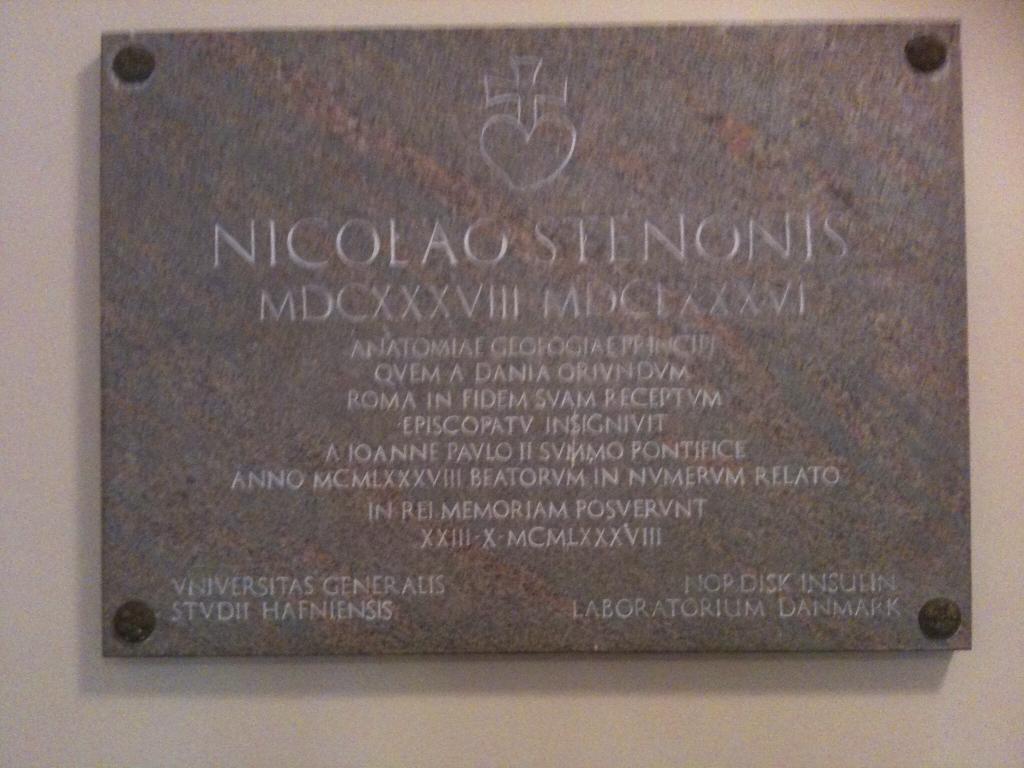 NICOLAO STENONIS
MDCXXXVIII MDCLXXXVI
ANATOMIAE GEOLOGIAE PRINCIPI
QVEM A DANIA ORIVNDVM
ROMA IN FIDEM SVAM RECEPTVM
EPISCOPATV INSIGNIVIT
A IOANNE PAVLO II SVMMO PONTIFICE
ANNO MCMLXXXVIII BEATORVM IN NVMERVM RELATO
IN REI MEMORIAM POSVERVNT
XXIII·X·MCMLXXXVIII
VNIVERSITAS GENERALIS
STVDII HAFNIENSIS
NORDISK INSULIN
LABORATORIUM DANMARK